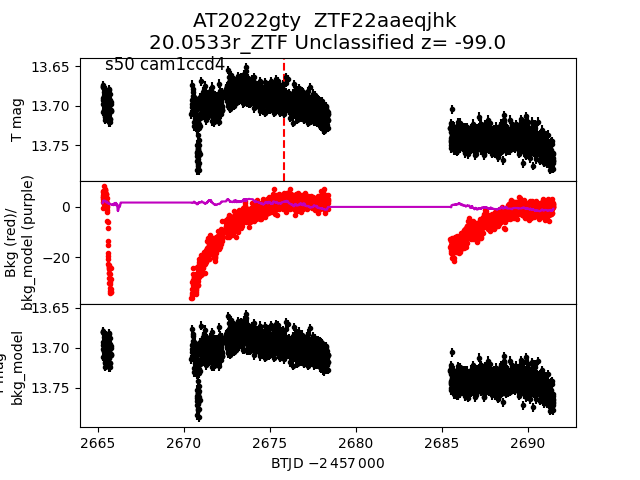 AT2022gty ZTF22aaeqjhk
20.0533r_ZTF Unclassified z= -99.0
s50 cam1ccd4
13.65
13.70
13.75
T mag
0
−20
Bkg (red)/
bkg_model (purple)
13.65
13.70
13.75
mag
bkg_model
2665 2670 2675 2680 2685 2690
BTJD −2 457 000